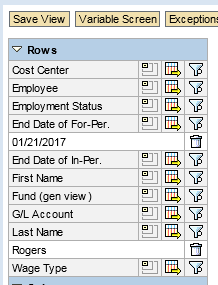 Save View Variable Screen Exceptions
Rows
Cost Center
Employee
Employment Status
End Date of For-Per.
01/21/2017
End Date of In-Per.
First Name
Fund (gen view )
G/L Account
Last Name
Rogers
Wage Type